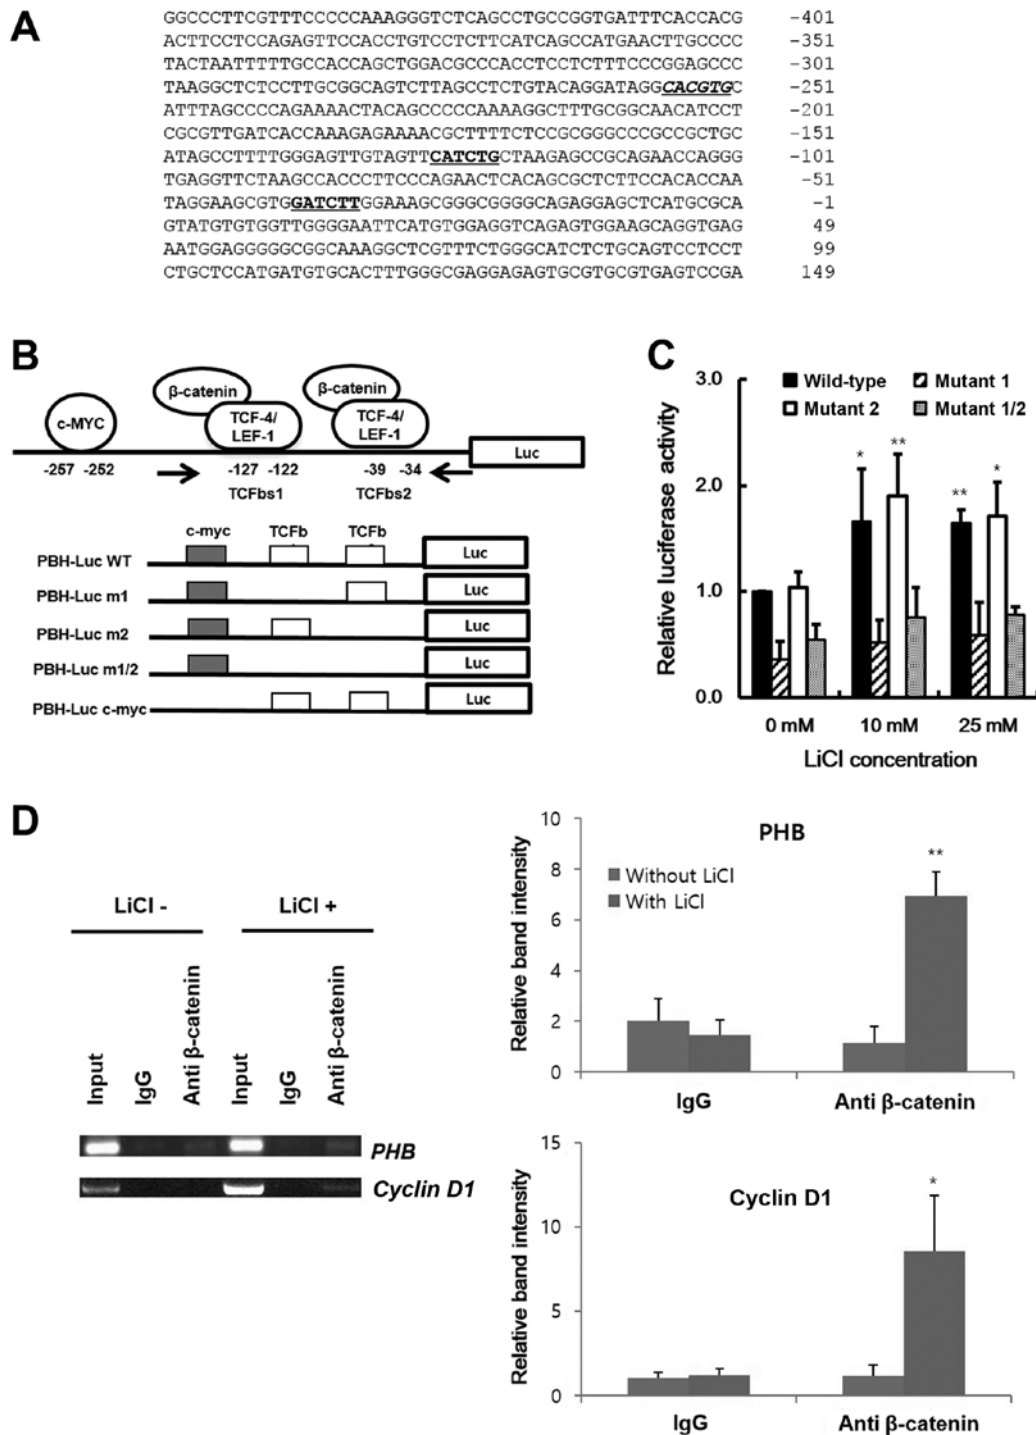 A
GGCCCTTCGTTTCCCCCAAAGGGTCTCAGCCTGCCGGTGATTTCACCACG -401
ACTTCCTCCAGAGTTCCACCTGTCCTCTTCATCAGCCATGAACTTGCCCC -351
TACTAATTTTTGCCACCAGCTGGACGCCCACCTCCTCTTTCCCGGAGCCC -301
TAAGGCTCTCCTTGCGGCAGTCTTAGCCTCTGTACAGGATAGGCACGTGC -251
ATTTAGCCCCAGAAAACTACAGCCCCCAAAAGGCTTTGCGGCAACATCCT -201
CGCGTTGATCACCAAAGAGAAAACGCTTTTCTCCGCGGGCCCGCCGCTGC -151
ATAGCCTTTTGGGAGTTGTAGTTCATCTGCTAAGAGCCGCAGAACCAGGG -101
TGAGGTTCTAAGCCACCCTTCCCAGAACTCACAGCGCTCTTCCACACCAA -51
TAGGAAGCGTGGATCTTGGAAAGCGGGCGGGGCAGAGGAGCTCATGCGCA -1
GTATGTGTGGTTGGGGAATTCATGTGGAGGTCAGAGTGGAAGCAGGTGAG 49
AATGGAGGGGGCGGCAAAGGCTCGTTTCTGGGCATCTCTGCAGTCCTCCT 99
CTGCTCCATGATGTGCACTTTGGGCGAGGAGAGTGCGTGCGTGAGTCCGA 149
B
β-catenin β-catenin
c-MYC TCF-4/ LEF-1 TCF-4/ LEF-1
Luc
-257 -252 -127 -122 -39 -34
TCFbs1 TCFbs2
c-myc TCFb TCFb
PBH-Luc WT Luc
PBH-Luc m1 Luc
PBH-Luc m2 Luc
PBH-Luc m1/2 Luc
PBH-Luc c-myc Luc
C
Relative luciferase activity
3.0
2.0
1.0
0.0
Wild-type Mutant 1
Mutant 2 Mutant 1/2
* ** ** *
0 mM 10 mM 25 mM
LiCl concentration
D
LiCl - LiCl +
Input IgG Anti β-catenin Input IgG Anti β-catenin
PHB
Cyclin D1
Relative band intensity
10
8
6
4
2
0
PHB
Without LiCl
With LiCl
**
IgG Anti β-catenin
Relative band intensity
15
10
5
0
Cyclin D1
*
IgG Anti β-catenin